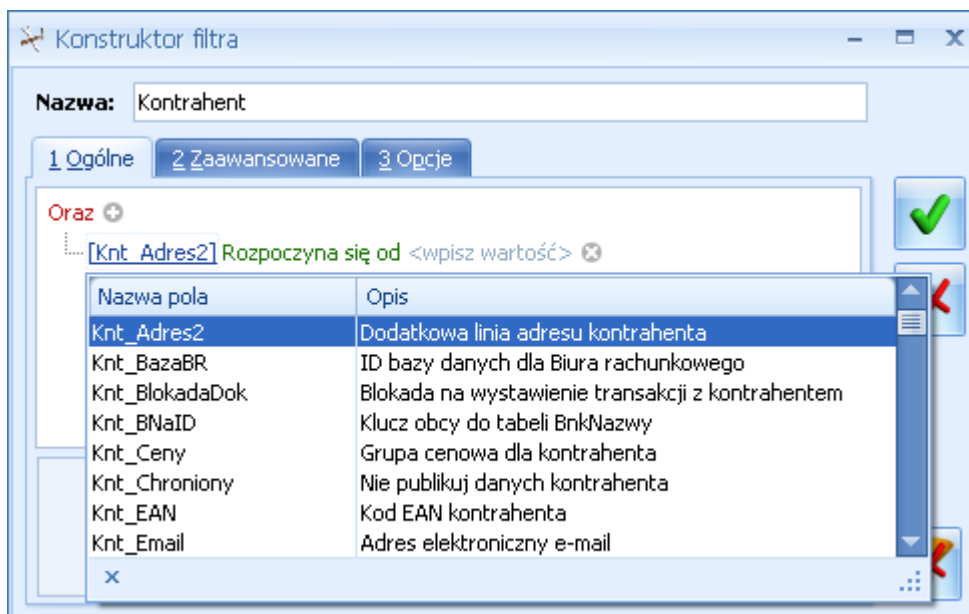 Konstruktor filtra
Nazwa: Kontrahent
1 Ogólne 2 Zaawansowane 3 Opcje
Oraz
[Knt_Adres2] Rozpoczyna się od <wpisz wartość>
Nazwa pola Opis
Knt_Adres2 Dodatkowa linia adresu kontrahenta
Knt_BazaBR ID bazy danych dla Biura rachunkowego
Knt_BlokadaDok Blokada na wystawienie transakcji z kontrahentem
Knt_BNaID Klucz obcy do tabeli BnkNazwy
Knt_Ceny Grupa cenowa dla kontrahenta
Knt_Chroniony Nie publikuj danych kontrahenta
Knt_EAN Kod EAN kontrahenta
Knt_Email Adres elektroniczny e-mail